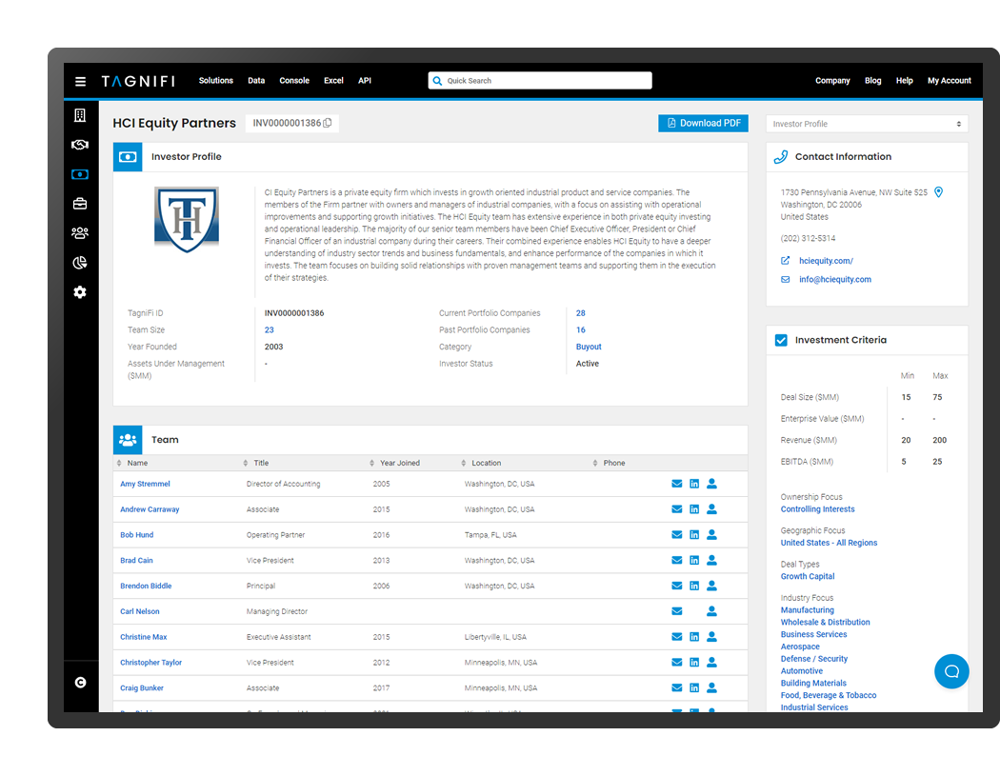 TAGNIFI
Solutions Data Console Excel API
Quick Search
Company Blog Help My Account
HCI Equity Partners
INV0000001386
Download PDF
Investor Profile
Investor Profile
TH
CI Equity Partners is a private equity firm which invests in growth oriented industrial product and service companies. The
members of the Firm partner with owners and managers of industrial companies, with a focus on assisting with operational
improvements and supporting growth initiatives. The HCI Equity team has extensive experience in both private equity investing
and operational leadership. The majority of our senior team members have been Chief Executive Officer, President or Chief
Financial Officer of an industrial company during their careers. Their combined experience enables HCI Equity to have a deeper
understanding of industry sector trends and business fundamentals, and enhance performance of the companies in which it
invests. The team focuses on building solid relationships with proven management teams and supporting them in the execution
of their strategies.
TagniFi ID INV0000001386 Current Portfolio Companies 28
Team Size 23 Past Portfolio Companies 16
Year Founded 2003 Category Buyout
Assets Under Management - Investor Status Active
($MM)
Team
Name Title Year Joined Location Phone
Amy Stremmel Director of Accounting 2005 Washington, DC, USA
Andrew Carraway Associate 2015 Washington, DC, USA
Bob Hund Operating Partner 2016 Tampa, FL, USA
Brad Cain Vice President 2013 Washington, DC, USA
Brendon Biddle Principal 2006 Washington, DC, USA
Carl Nelson Managing Director
Christine Max Executive Assistant 2015 Libertyville, IL, USA
Christopher Taylor Vice President 2012 Minneapolis, MN, USA
Craig Bunker Associate 2017 Minneapolis, MN, USA
Contact Information
1730 Pennsylvania Avenue, NW Suite 525
Washington, DC 20006
United States
(202) 312-5314
hciequity.com/
info@hciequity.com
Investment Criteria
Min Max
Deal Size ($MM) 15 75
Enterprise Value ($MM) - -
Revenue ($MM) 20 200
EBITDA ($MM) 5 25
Ownership Focus
Controlling Interests
Geographic Focus
United States - All Regions
Deal Types
Growth Capital
Industry Focus
Manufacturing
Wholesale & Distribution
Business Services
Aerospace
Defense / Security
Automotive
Building Materials
Food, Beverage & Tobacco
Industrial Services